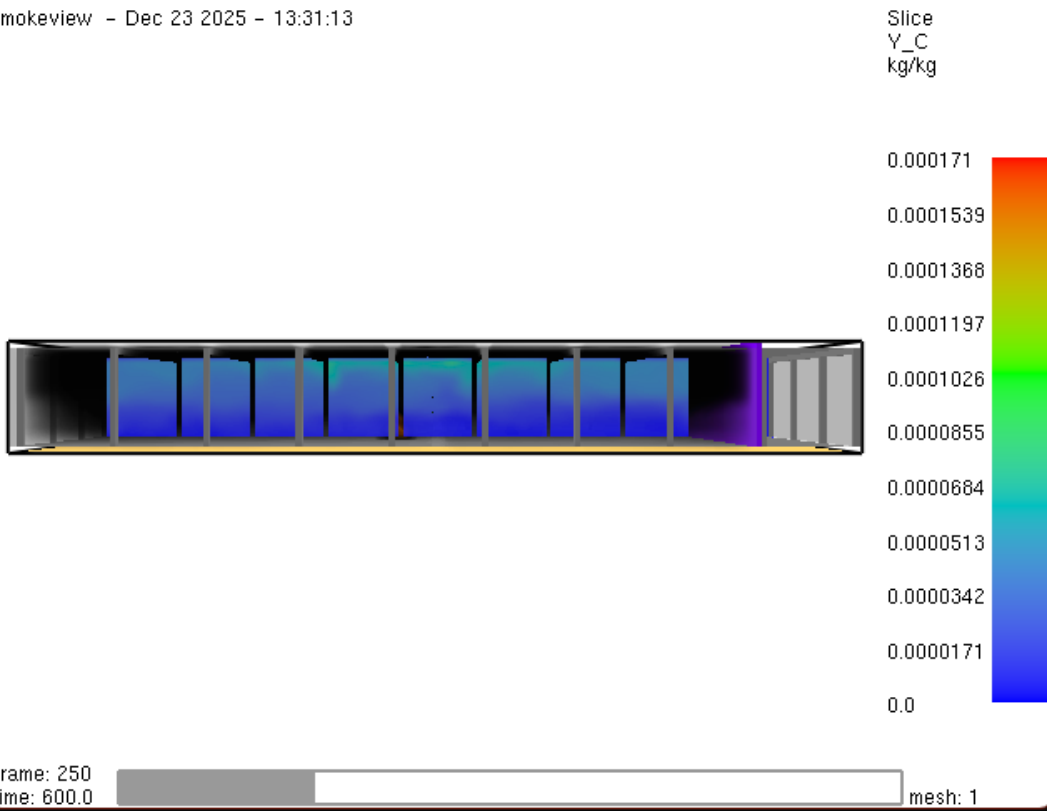 mokeview - Dec 23 2025 - 13:31:13
Slice
Y_C
kg/kg
0.000171
0.0001539
0.0001368
0.0001197
0.0001026
0.0000855
0.0000684
0.0000513
0.0000342
0.0000171
0.0
rame: 250
ime: 600.0
mesh: 1